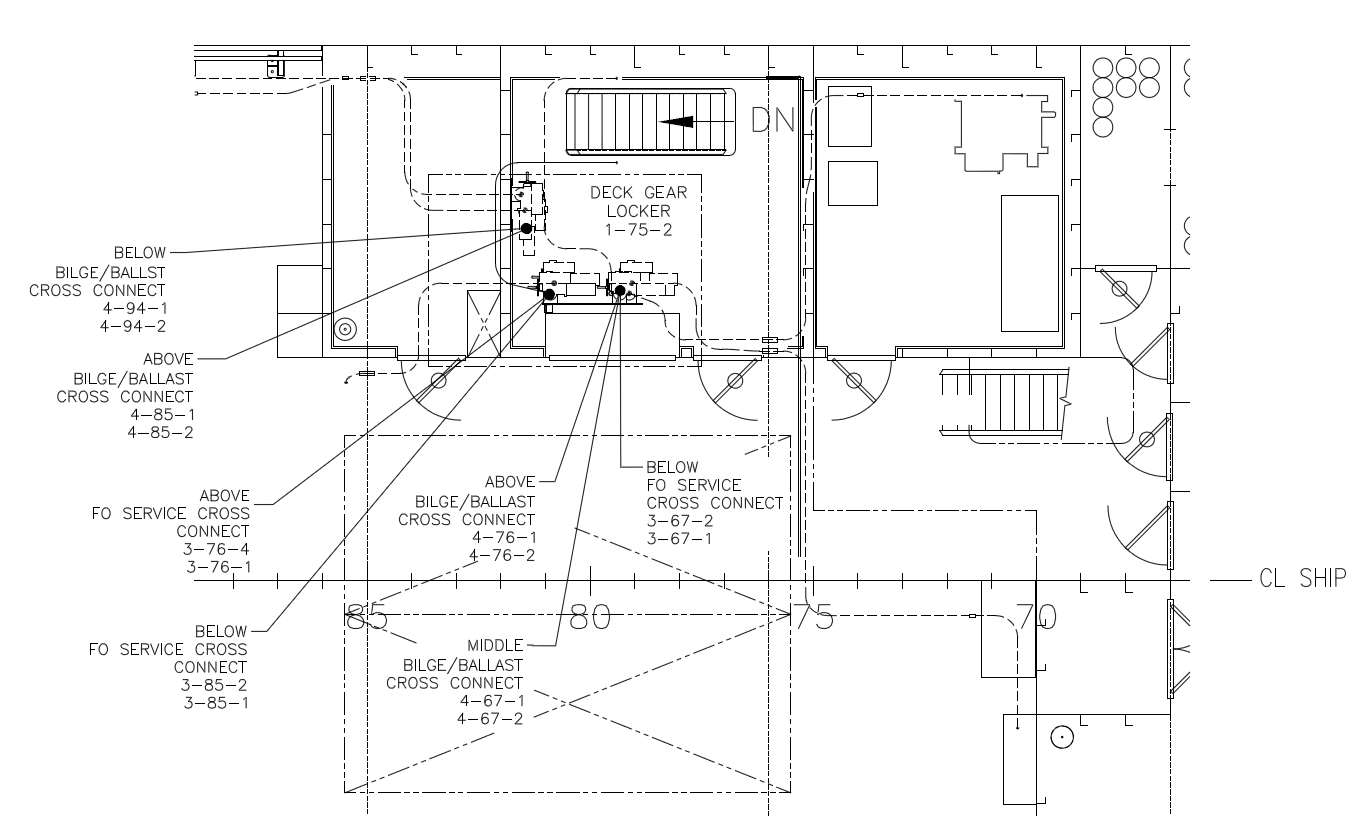 DN
DECK GEAR
LOCKER
1-75-2
BELOW
BILGE/BALLST
CROSS CONNECT
4-94-1
4-94-2
ABOVE
BILGE/BALLAST
CROSS CONNECT
4-85-1
4-85-2
ABOVE
FO SERVICE CROSS
CONNECT
3-76-4
3-76-1
ABOVE
BILGE/BALLAST
CROSS CONNECT
4-76-1
4-76-2
BELOW
FO SERVICE
CROSS CONNECT
3-67-2
3-67-1
CL SHIP
85
80
75
70
BELOW
FO SERVICE CROSS
CONNECT
3-85-2
3-85-1
MIDDLE
BILGE/BALLAST
CROSS CONNECT
4-67-1
4-67-2